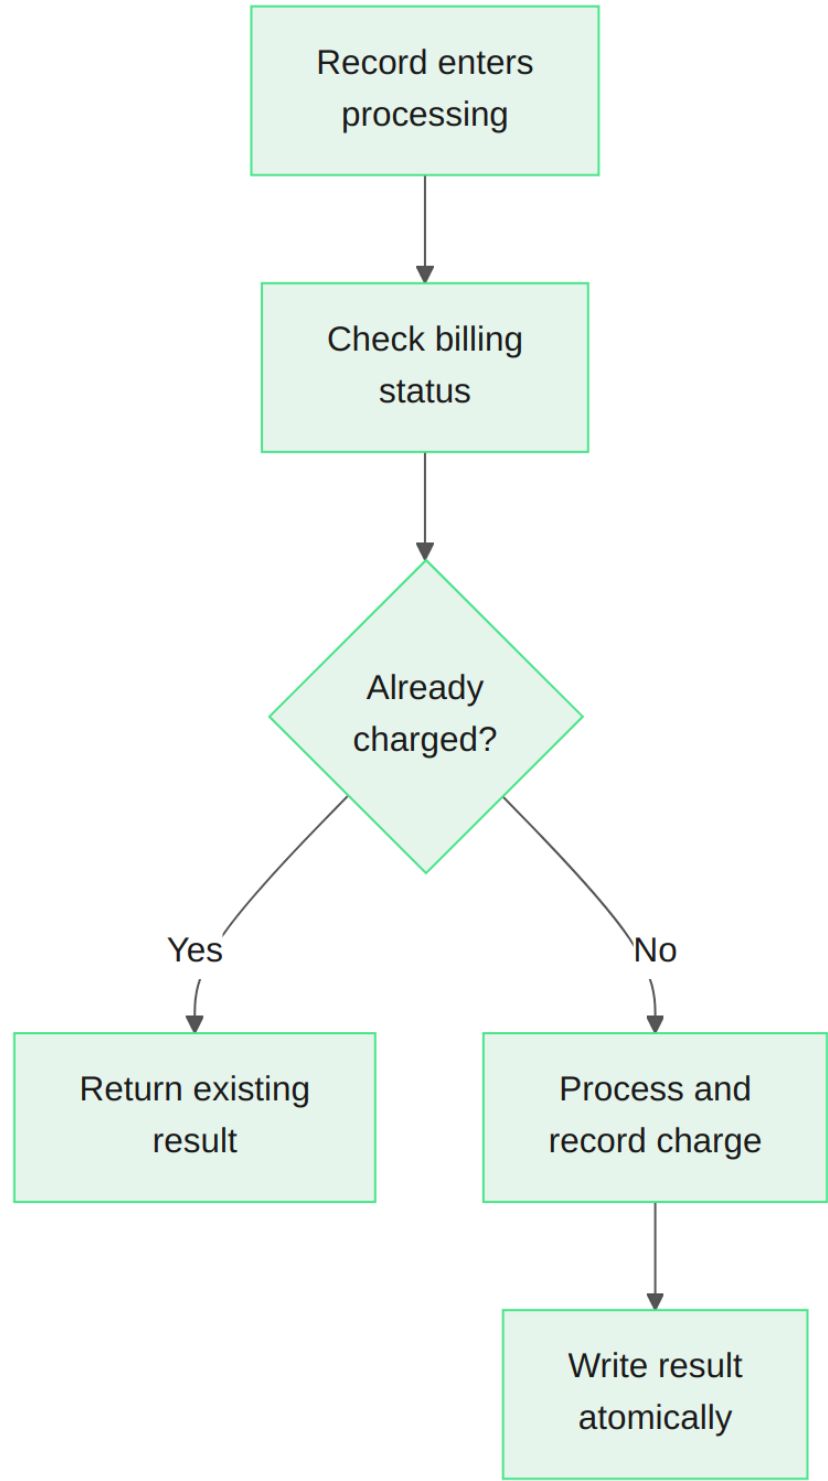 Record enters
processing
Check billing
status
Already
charged?
Yes
No
Return existing
result
Process and
record charge
Write result
atomically